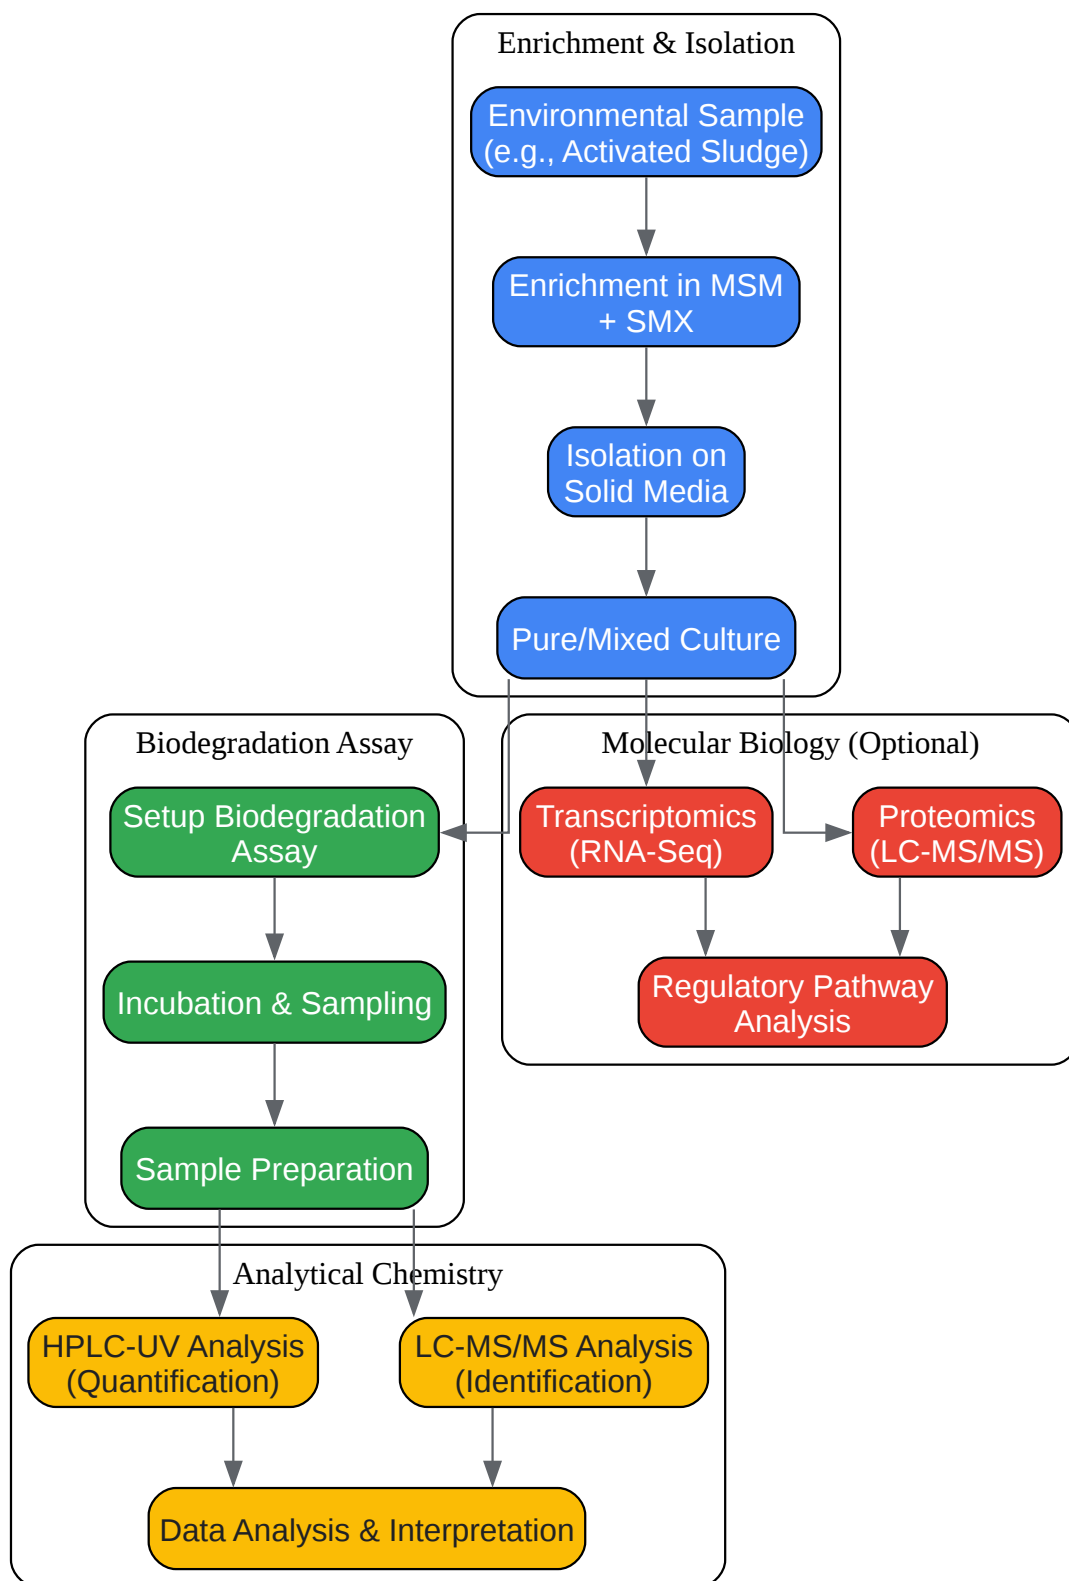 Enrichment & Isolation
Environmental Sample
(e.g., Activated Sludge)
Enrichment in MSM
+ SMX
Isolation on
Solid Media
Pure/Mixed Culture
Biodegradation Assay
Setup Biodegradation
Assay
Incubation & Sampling
Sample Preparation
Molecular Biology (Optional)
Transcriptomics
(RNA-Seq)
Proteomics
(LC-MS/MS)
Regulatory Pathway
Analysis
Analytical Chemistry
HPLC-UV Analysis
(Quantification)
LC-MS/MS Analysis
(Identification)
Data Analysis & Interpretation